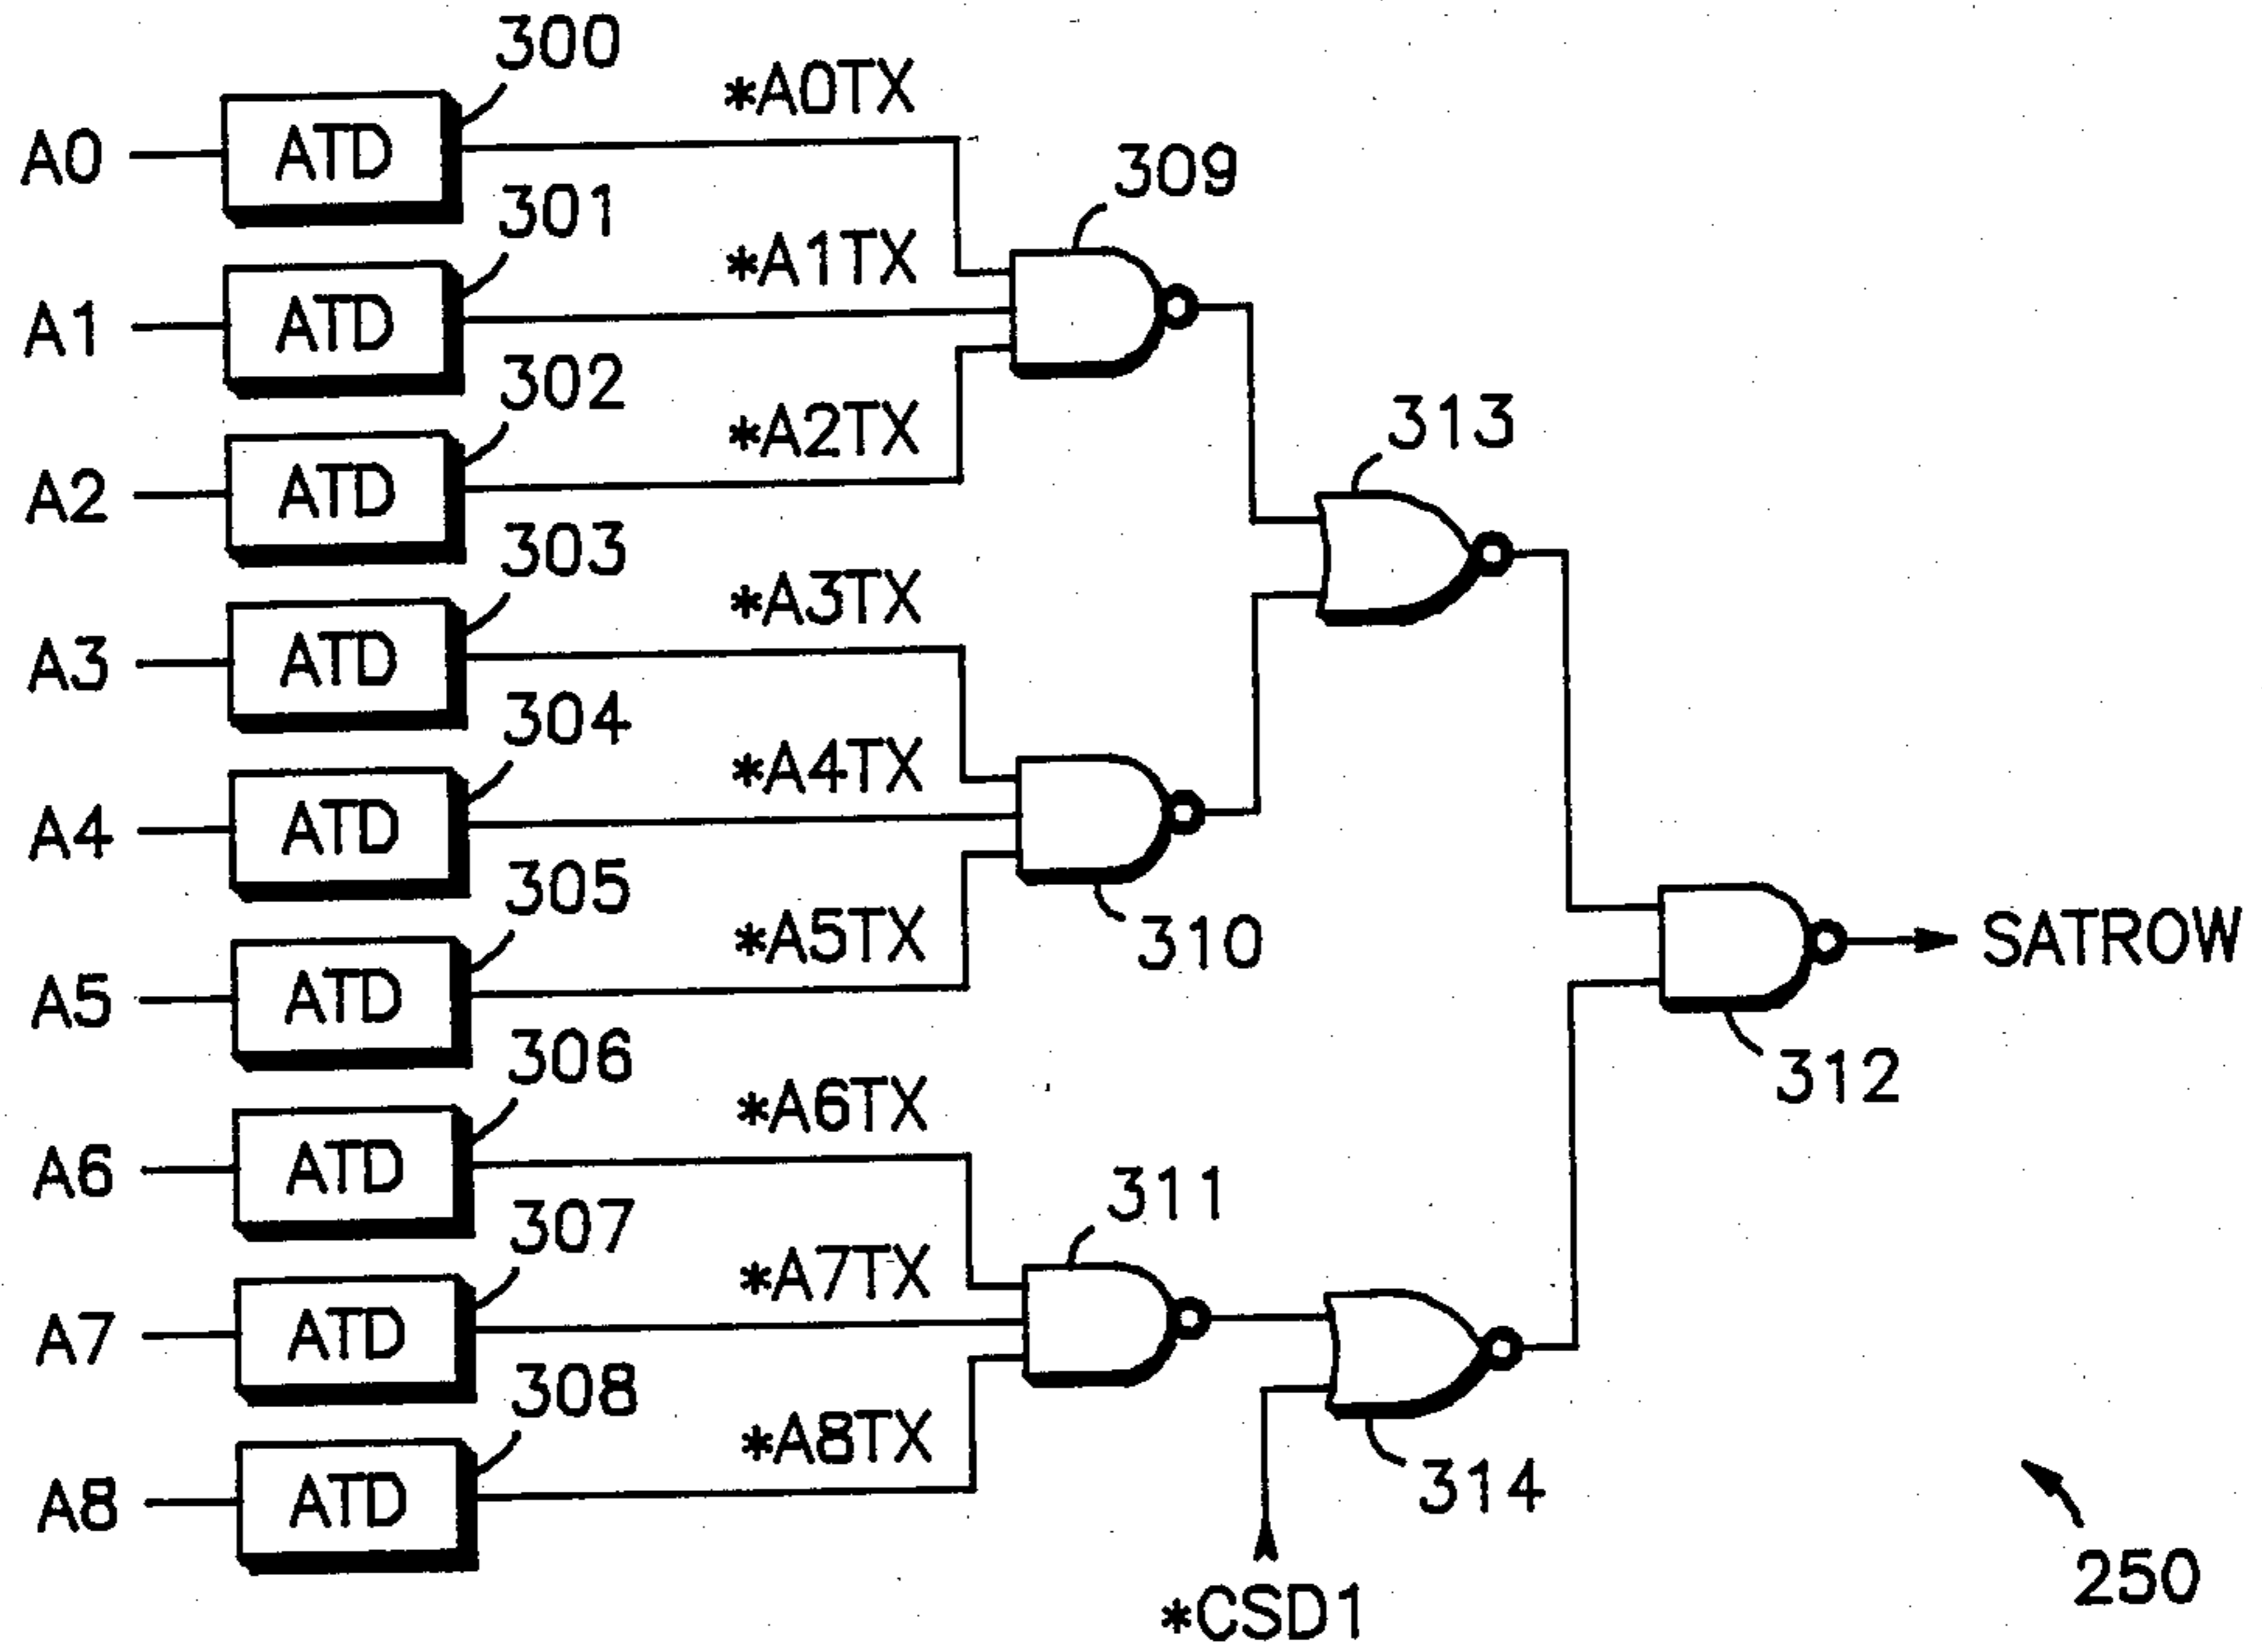 300
*A0TX
A0 ATD
309
301
*A1TX
A1 ATD
302
*A2TX
313
A2 ATD
303
*A3TX
A3 ATD
304
*A4TX
A4 ATD
305
*A5TX
310
SATROW
A5 ATD
306
312
*A6TX
A6 ATD
311
307
*A7TX
A7 ATD
308
*A8TX
314
A8 ATD
250
*CSD1